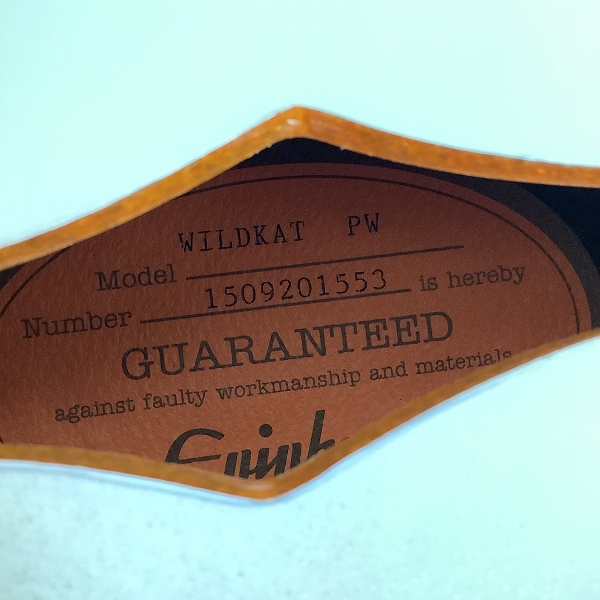 WILDKAT PW
Model
1509201553 is hereby
Number
GUARANTEED
against faulty workmanship and materials